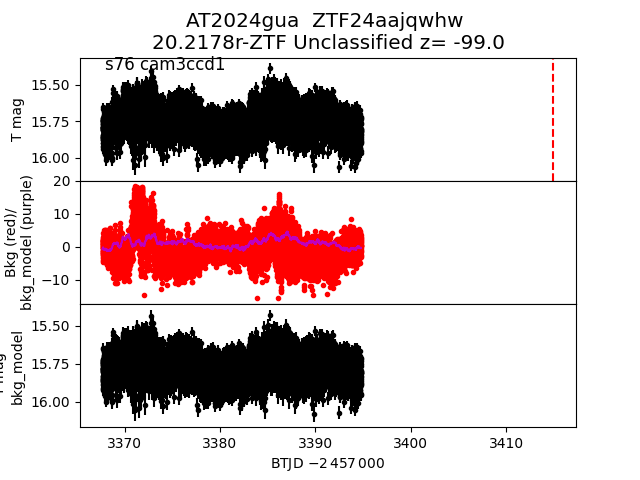 AT2024gua  ZTF24aajqwhw
20.2178r-ZTF Unclassified z= -99.0
s76 cam3ccd1
T mag
15.50
15.75
16.00
Bkg (red)/
bkg_model (purple)
20
10
0
−10
bkg_model
15.50
15.75
16.00
3370 3380 3390 3400 3410
BTJD −2 457 000